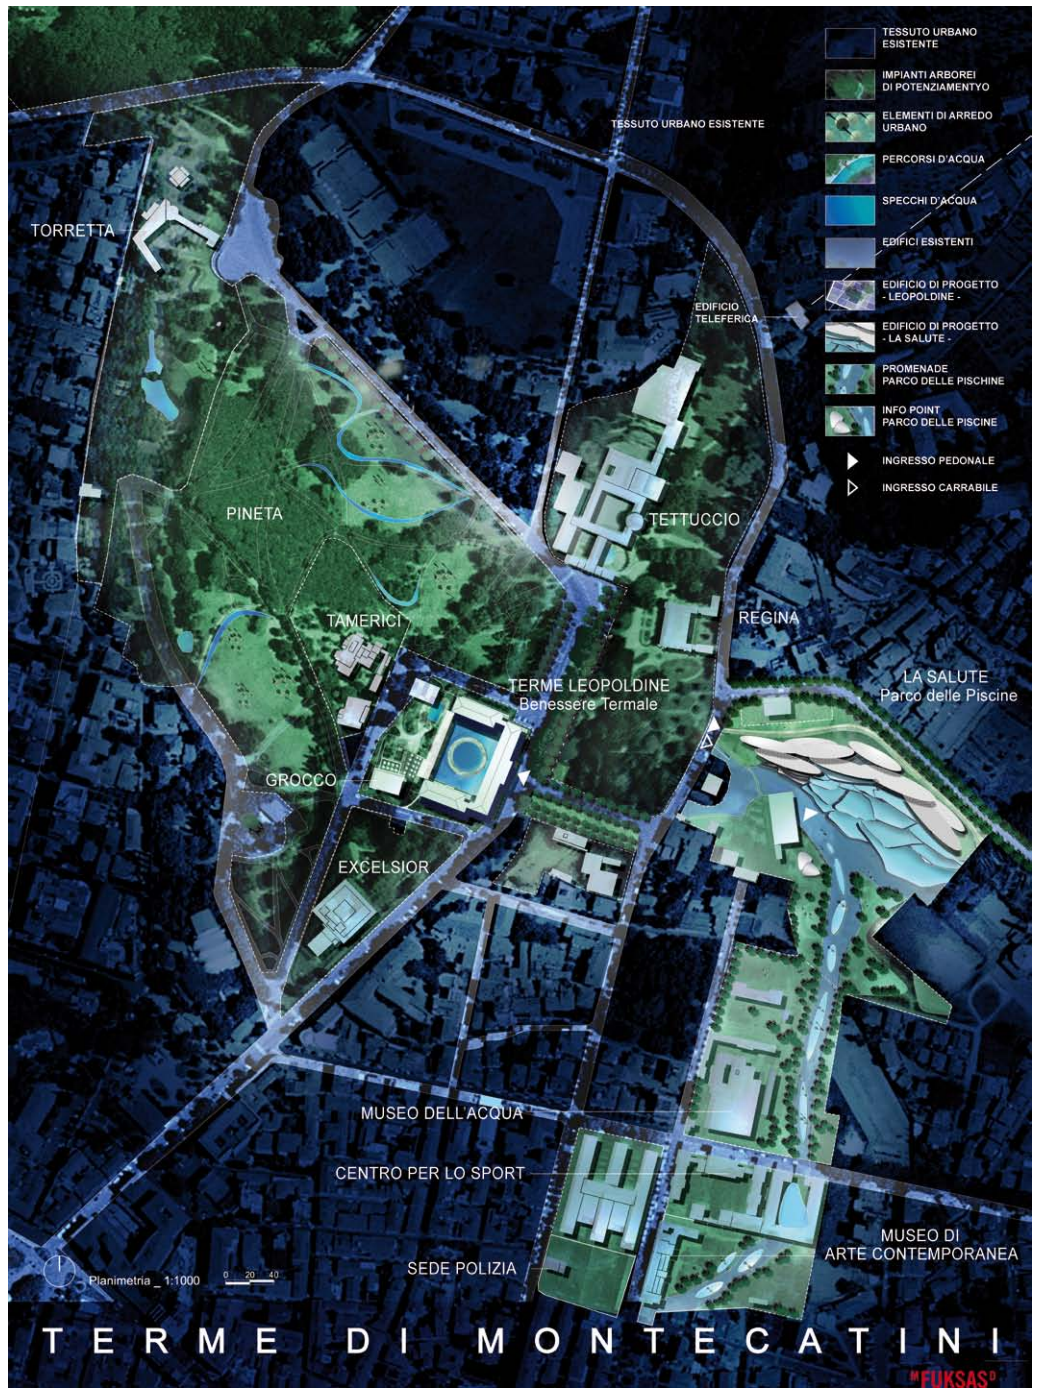 TESSUTO URBANO
ESISTENTE
IMPIANTI ARBOREI
DI POTENZIAMENTYO
ELEMENTI DI ARREDO
URBANO
PERCORSI D'ACQUA
SPECCHI D'ACQUA
EDIFICI ESISTENTI
EDIFICIO DI PROGETTO
- LEOPOLDINE -
EDIFICIO DI PROGETTO
- LA SALUTE -
PROMENADE
PARCO DELLE PISCHINE
INFO POINT
PARCO DELLE PISCINE
INGRESSO PEDONALE
INGRESSO CARRABILE
TESSUTO URBANO ESISTENTE
TORRETTA
EDIFICIO
TELEFERICA
PINETA
TETTUCCIO
TAMERICI
REGINA
LA SALUTE
Parco delle Piscine
TERME LEOPOLDINE
Benessere Termale
GROCCO
EXCELSIOR
MUSEO DELL'ACQUA
CENTRO PER LO SPORT
MUSEO DI
ARTE CONTEMPORANEA
SEDE POLIZIA
Planimetria _ 1:1000
0 20 40
TERME DI MONTECATINI
MFUKSASD